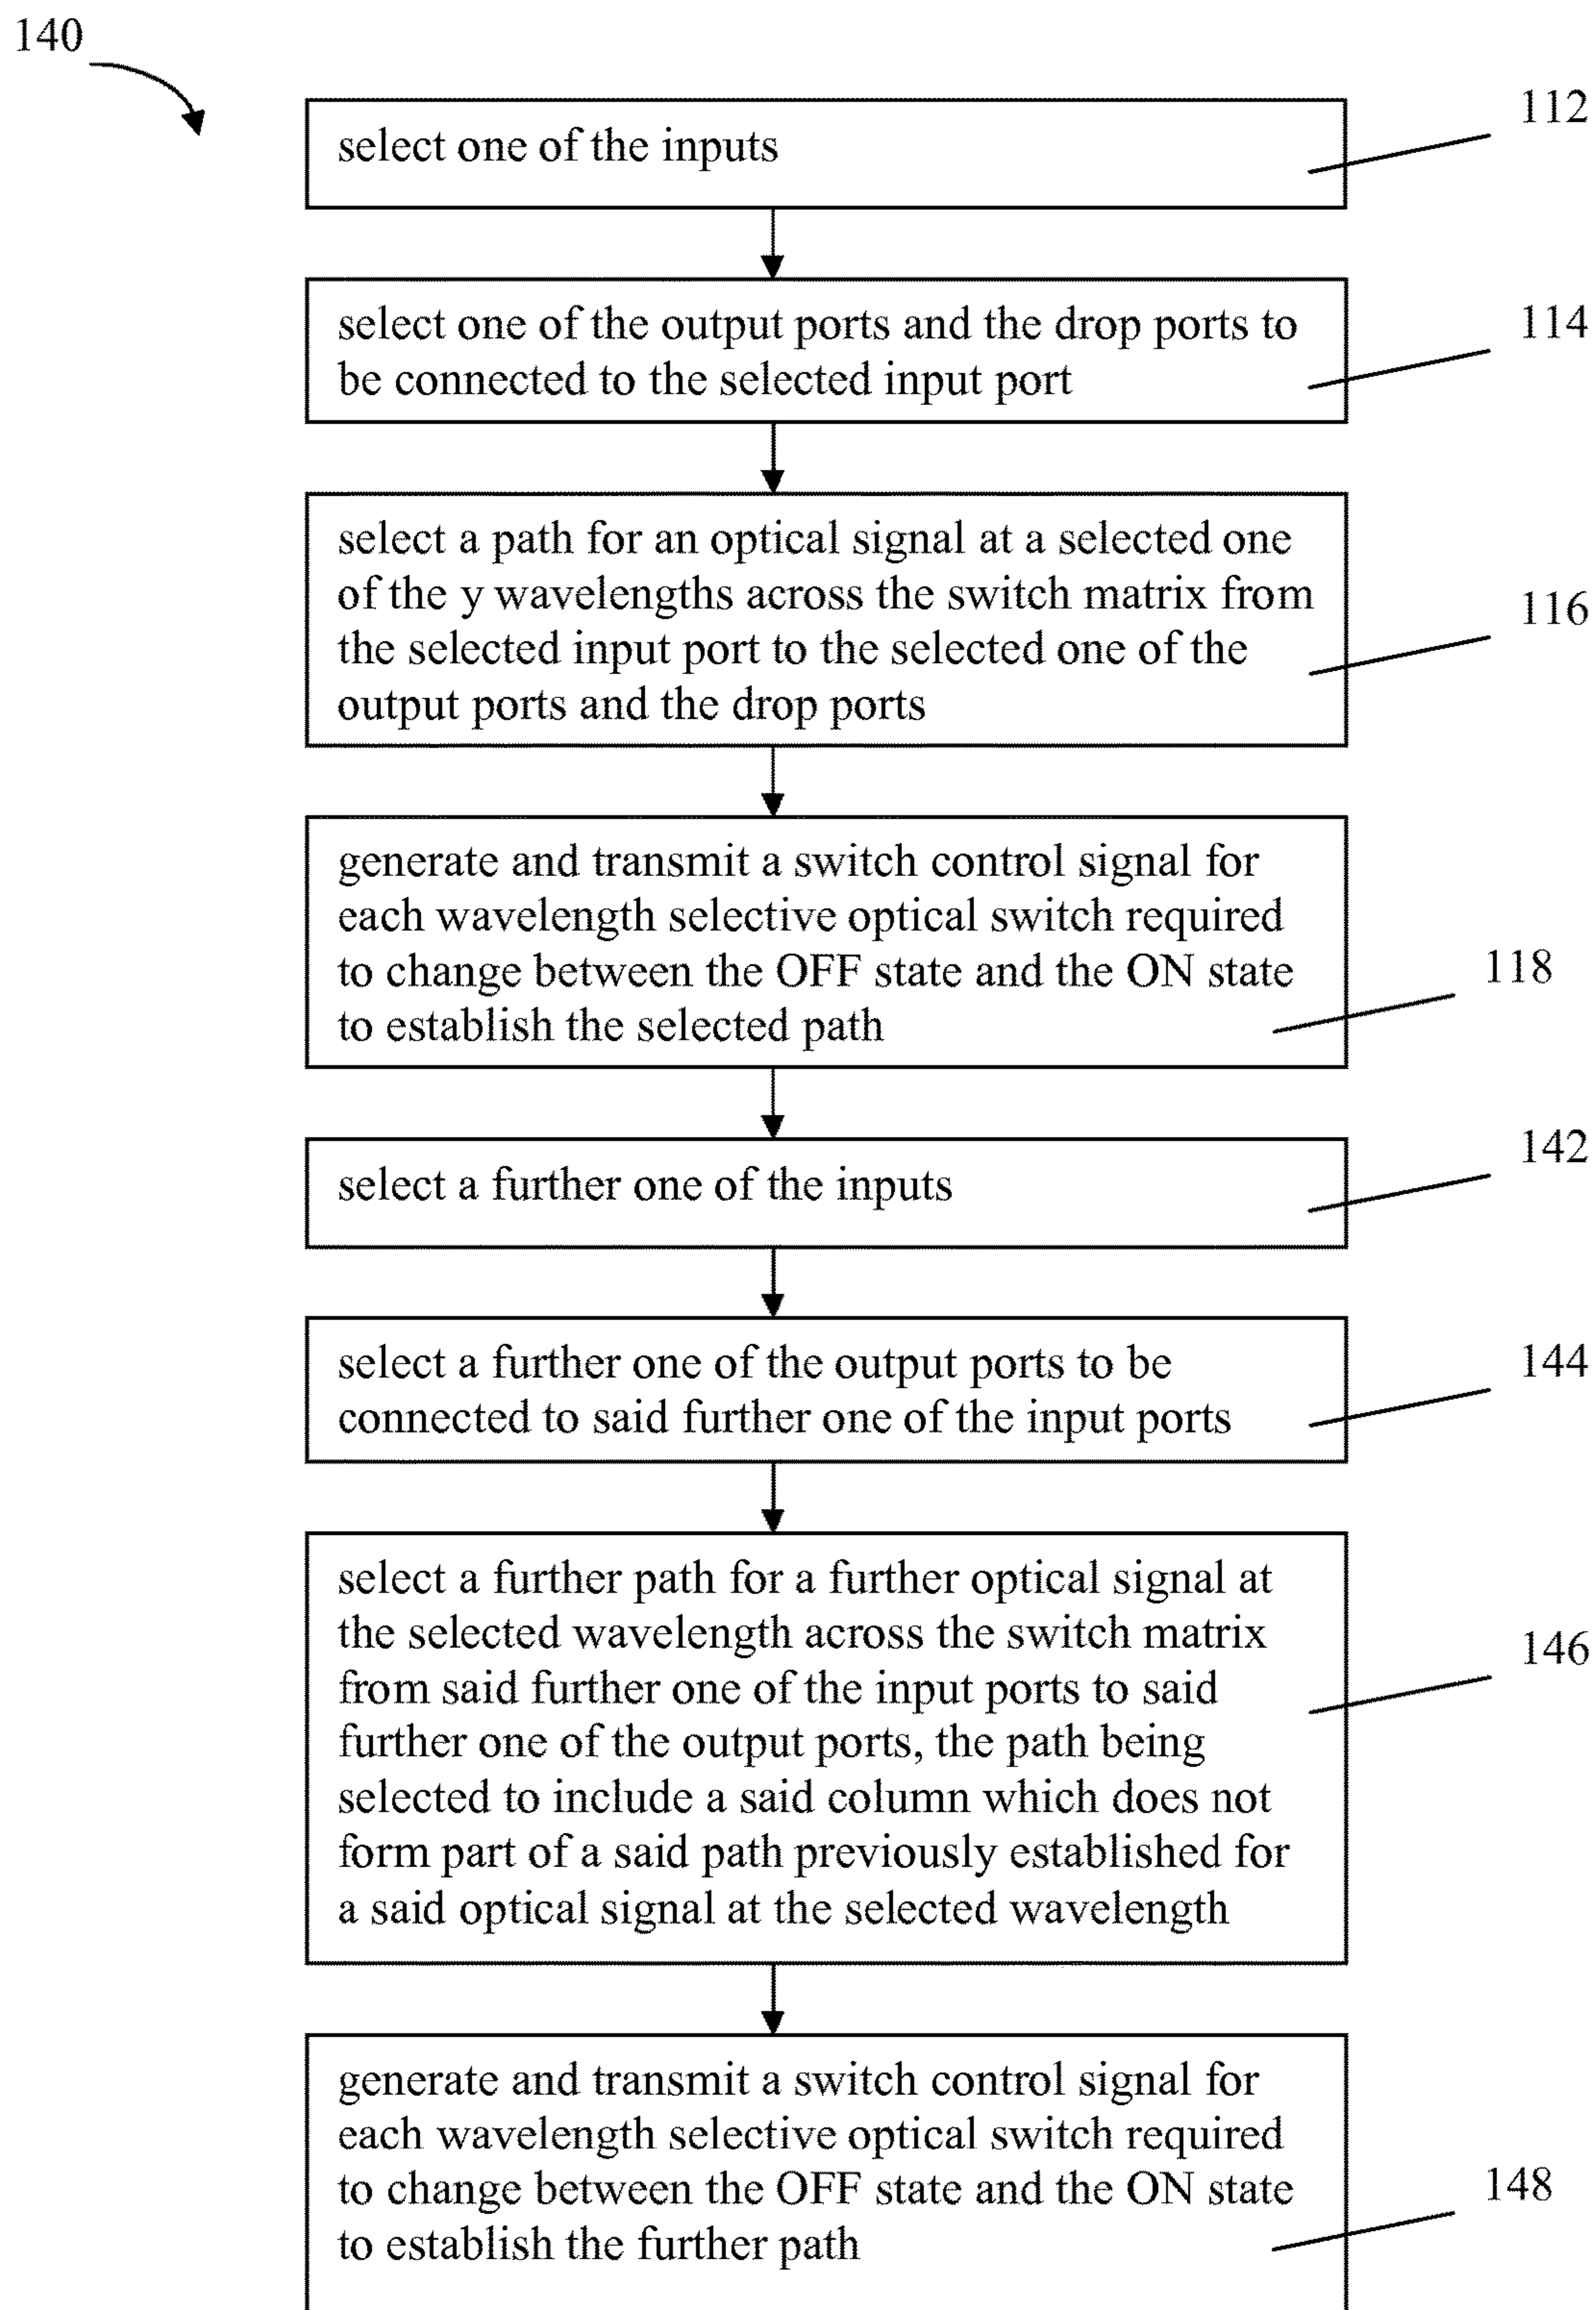 140
112
select one of the inputs
114
select one of the output ports and the drop ports to
be connected to the selected input port
select a path for an optical signal at a selected one
of the y wavelengths across the switch matrix from
116
the selected input port to the selected one of the
output ports and the drop ports
generate and transmit a switch control signal for
each wavelength selective optical switch required
to change between the OFF state and the ON state
118
to establish the selected path
142
select a further one of the inputs
select a further one of the output ports to be
144
connected to said further one of the input ports
select a further path for a further optical signal at
the selected wavelength across the switch matrix
146
from said further one of the input ports to said
further one of the output ports, the path being
selected to include a said column which does not
form part of a said path previously established for
a said optical signal at the selected wavelength
generate and transmit a switch control signal for
each wavelength selective optical switch required
to change between the OFF state and the ON state
148
to establish the further path